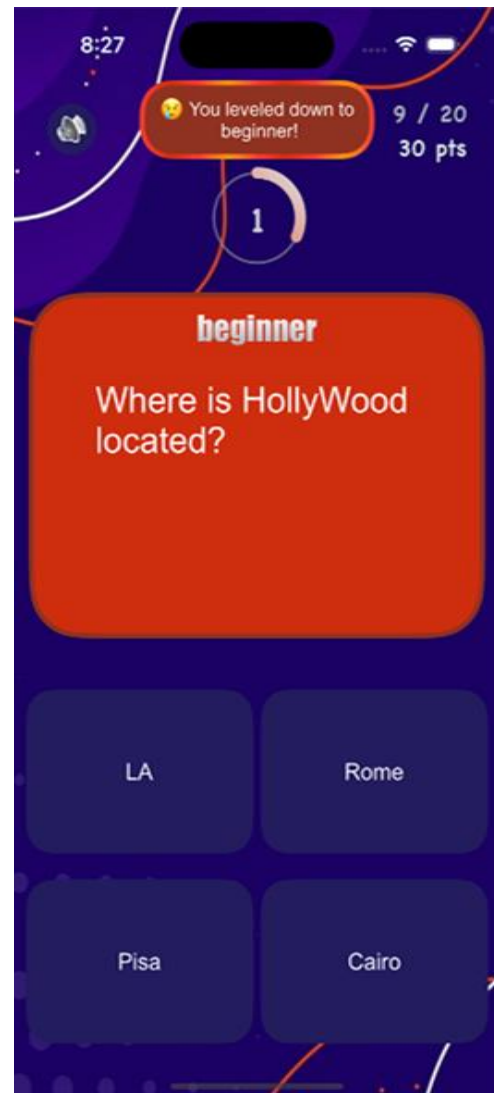 8:27
😢 You leveled down to
beginner!
9 / 20
30 pts
1
beginner
Where is HollyWood
located?
LA
Rome
Pisa
Cairo